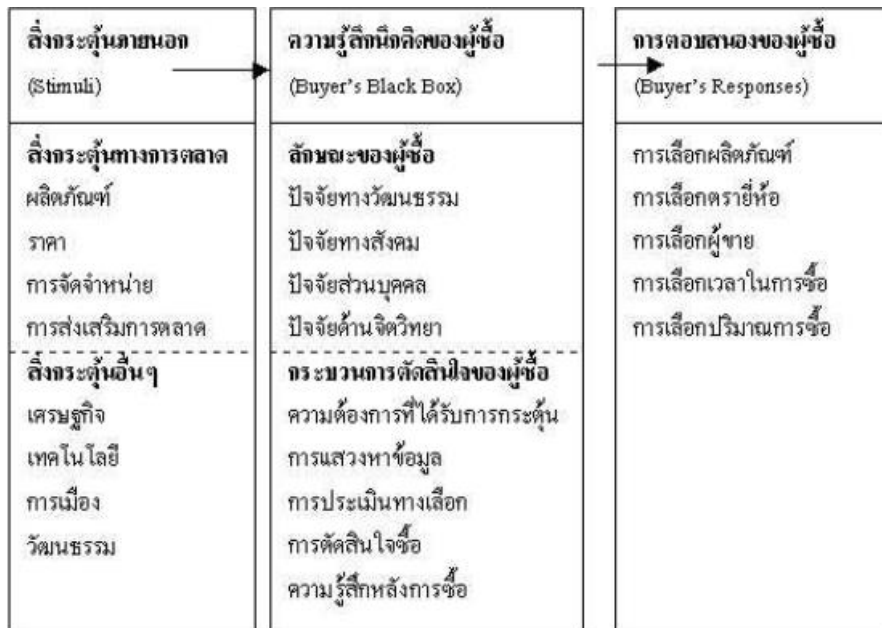 สิ่งกระตุ้นภายนอก
(Stimuli)
สิ่งกระตุ้นทางการตลาด
ผลิตภัณฑ์
ราคา
การจัดจำหน่าย
การส่งเสริมการตลาด
สิ่งกระตุ้นอื่นๆ
เศรษฐกิจ
เทคโนโลยี
การเมือง
วัฒนธรรม
ความรู้สึกนึกคิดของผู้ซื้อ
(Buyer's Black Box)
ลักษณะของผู้ซื้อ
ปัจจัยทางวัฒนธรรม
ปัจจัยทางสังคม
ปัจจัยส่วนบุคคล
ปัจจัยด้านจิตวิทยา
กระบวนการตัดสินใจของผู้ซื้อ
ความต้องการที่ได้รับการกระตุ้น
การแสวงหาข้อมูล
การประเมินทางเลือก
การตัดสินใจซื้อ
ความรู้สึกหลังการซื้อ
การตอบสนองของผู้ซื้อ
(Buyer's Responses)
การเลือกผลิตภัณฑ์
การเลือกตรายี่ห้อ
การเลือกผู้ขาย
การเลือกเวลาในการซื้อ
การเลือกปริมาณการซื้อ